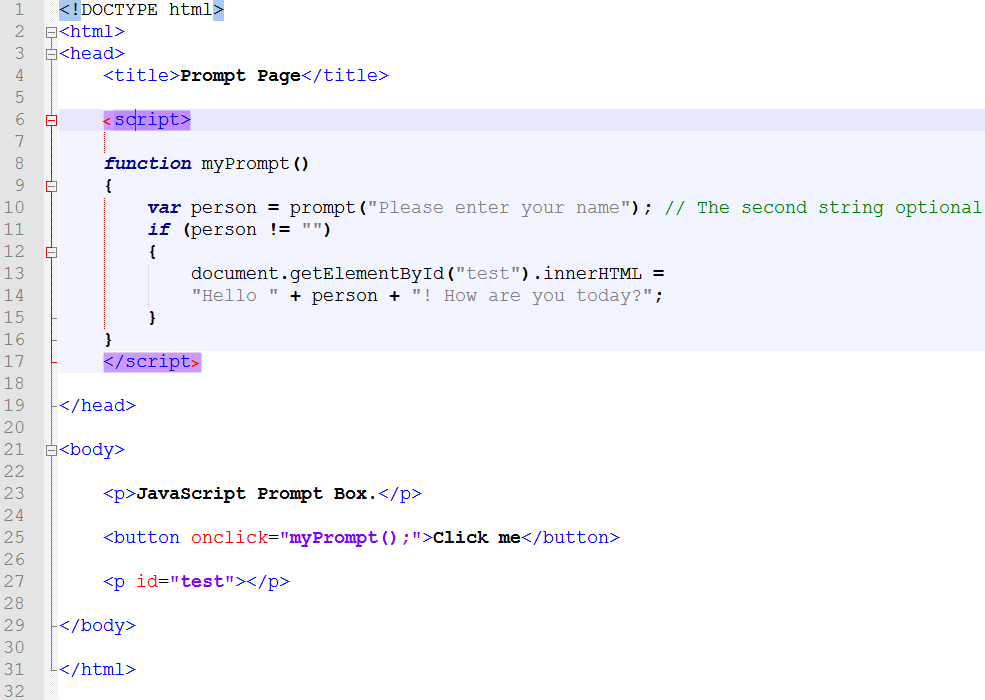 1 <!DOCTYPE html>
2 <html>
3 <head>
4 <title>Prompt Page</title>
5
6 <script>
7
8 function myPrompt()
9 {
10 var person = prompt("Please enter your name"); // The second string optional
11 if (person != "")
12 {
13 document.getElementById("test").innerHTML =
14 "Hello " + person + "! How are you today?";
15 }
16 }
17 </script>
18
19 </head>
20
21 <body>
22
23 <p>JavaScript Prompt Box.</p>
24
25 <button onclick="myPrompt();">Click me</button>
26
27 <p id="test"></p>
28
29 </body>
30
31 </html>
32